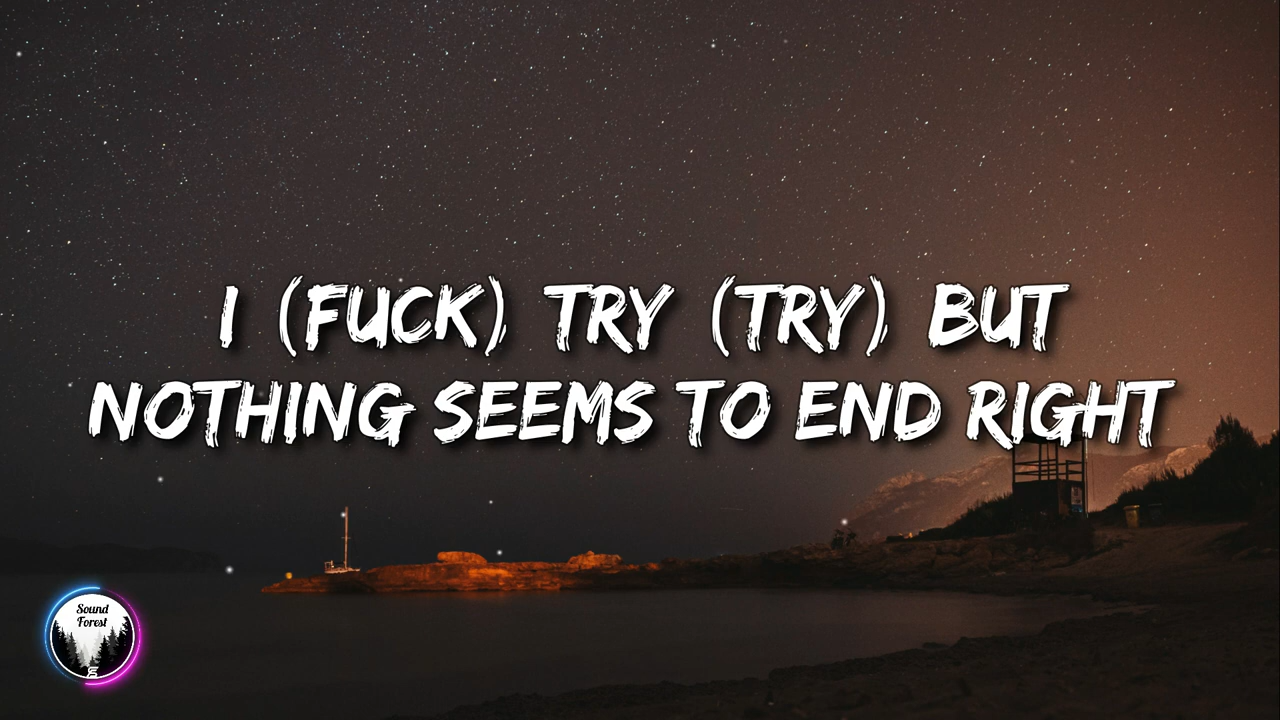 I (FUCK) TRY (TRY) BUT
NOTHING SEEMS TO END RIGHT
Sound
Forest